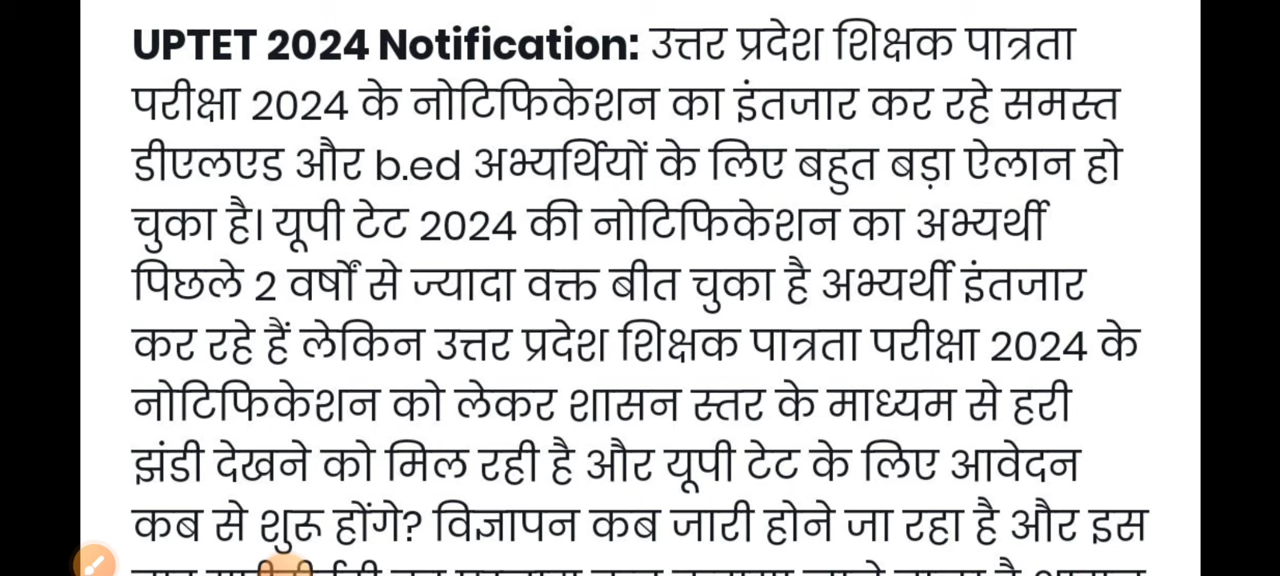 UPTET 2024 Notification: उत्तर प्रदेश शिक्षक पात्रता
परीक्षा 2024 के नोटिफिकेशन का इंतजार कर रहे समस्त
डीएलएड और b.ed अभ्यर्थियों के लिए बहुत बड़ा ऐलान हो
चुका है। यूपी टेट 2024 की नोटिफिकेशन का अभ्यर्थी
पिछले 2 वर्षों से ज्यादा वक्त बीत चुका है अभ्यर्थी इंतजार
कर रहे हैं लेकिन उत्तर प्रदेश शिक्षक पात्रता परीक्षा 2024 के
नोटिफिकेशन को लेकर शासन स्तर के माध्यम से हरी
झंडी देखने को मिल रही है और यूपी टेट के लिए आवेदन
कब से शुरू होंगे? विज्ञापन कब जारी होने जा रहा है और इस